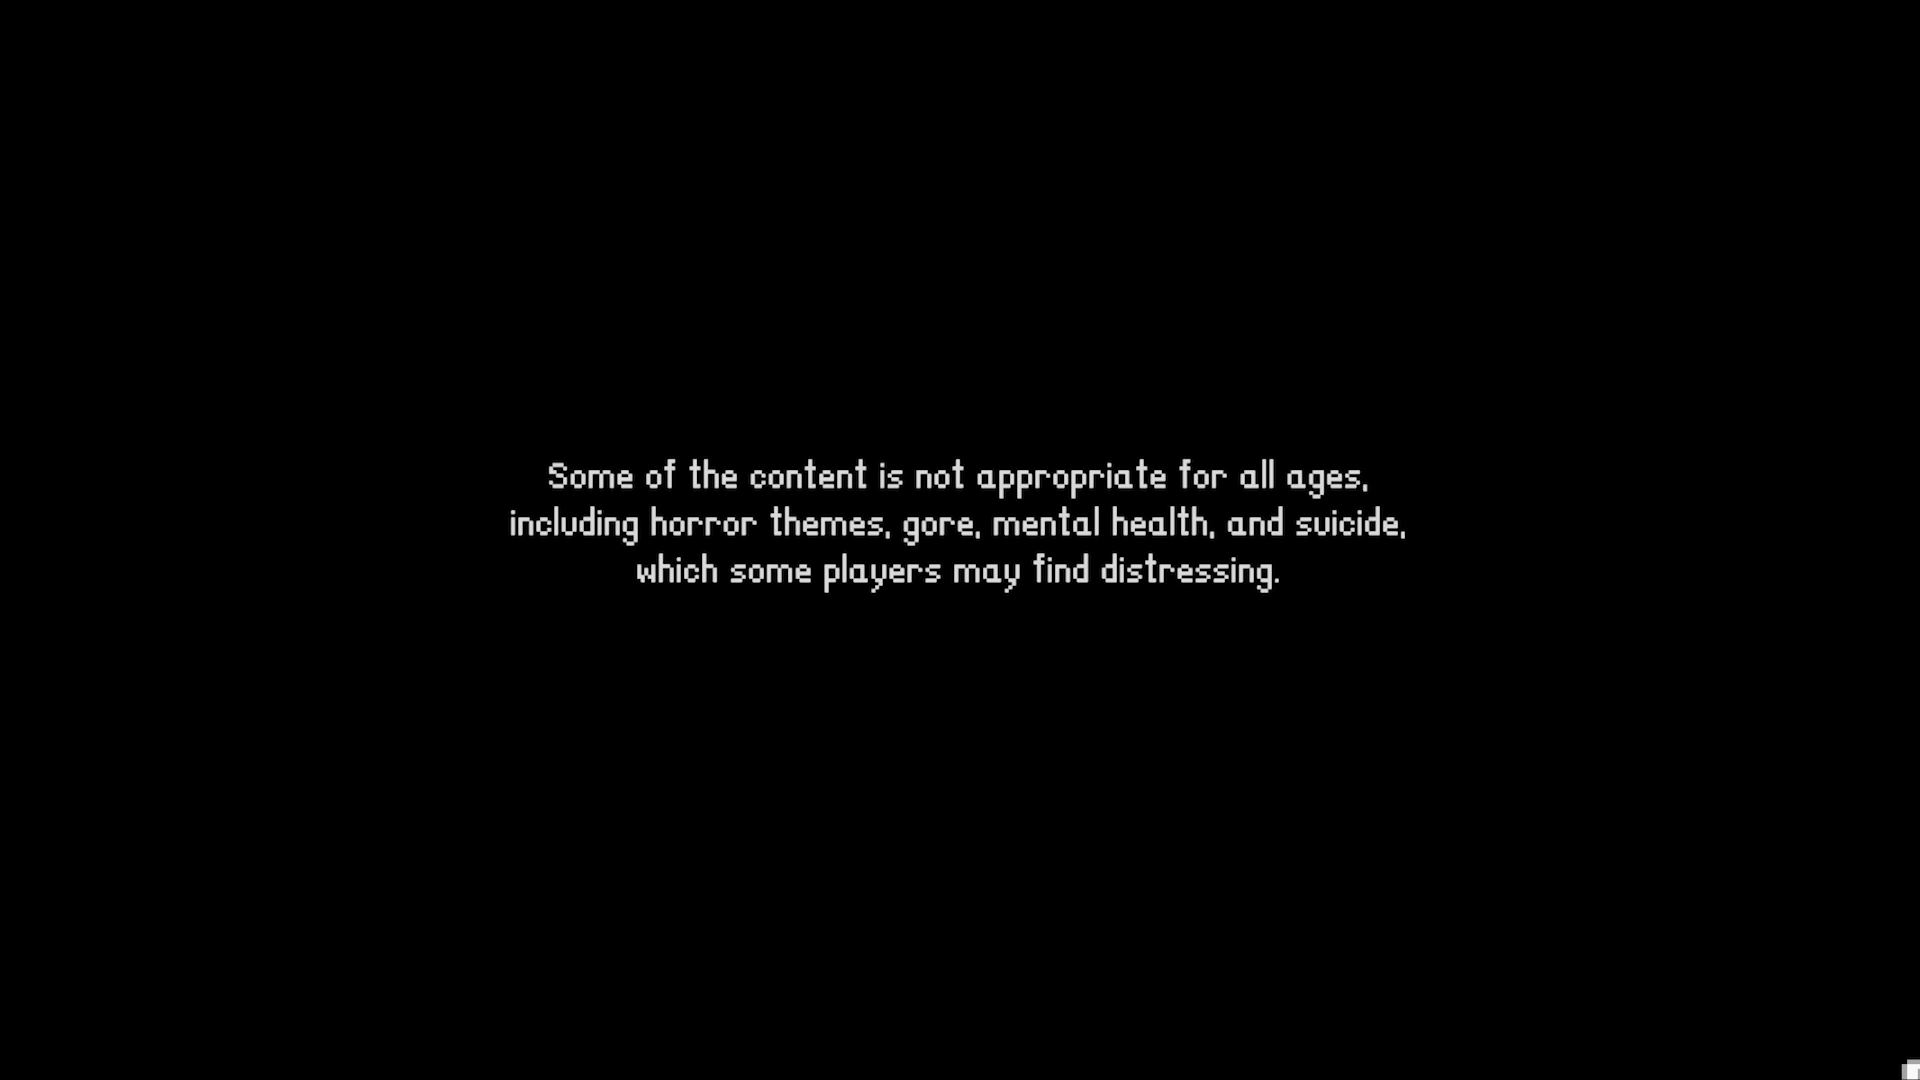 Some of the content is not appropriate for all ages,
including horror themes, gore, mental health, and suicide,
which some players may find distressing.